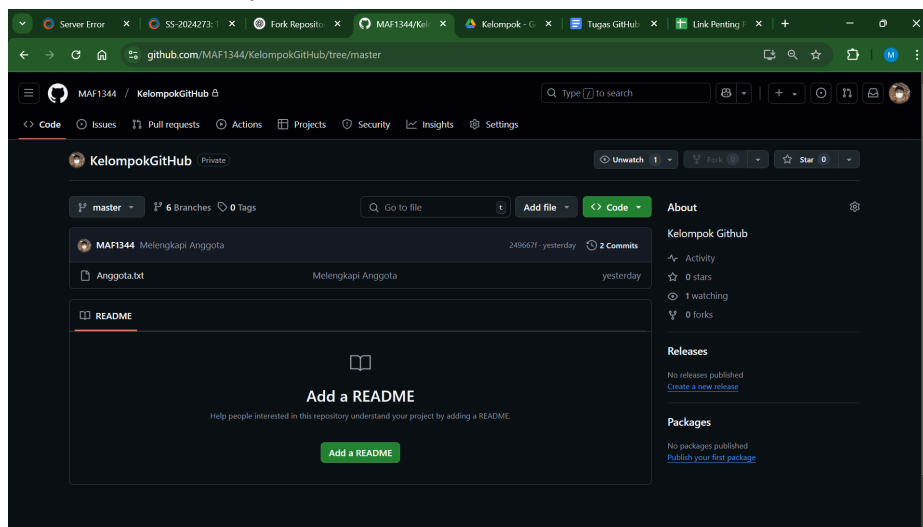 Server Error
SS-2024273: 1
Fork Reposito
MAF1344/Kelo
Kelompok - G
Tugas GitHub
Link Penting F
github.com/MAF1344/KelompokGitHub/tree/master
M
MAF1344 / KelompokGitHub
Type / to search
Code
Issues
Pull requests
Actions
Projects
Security
Insights
Settings
KelompokGitHub Private
Unwatch 1
Fork 0
Star 0
master
6 Branches
0 Tags
Go to file
t
Add file
Code
About
Kelompok Github
MAF1344 Melengkapi Anggota
249667f · yesterday
2 Commits
Anggota.txt
Melengkapi Anggota
yesterday
Activity
0 stars
1 watching
0 forks
README
Add a README
Help people interested in this repository understand your project by adding a README.
Add a README
Releases
No releases published
Create a new release
Packages
No packages published
Publish your first package